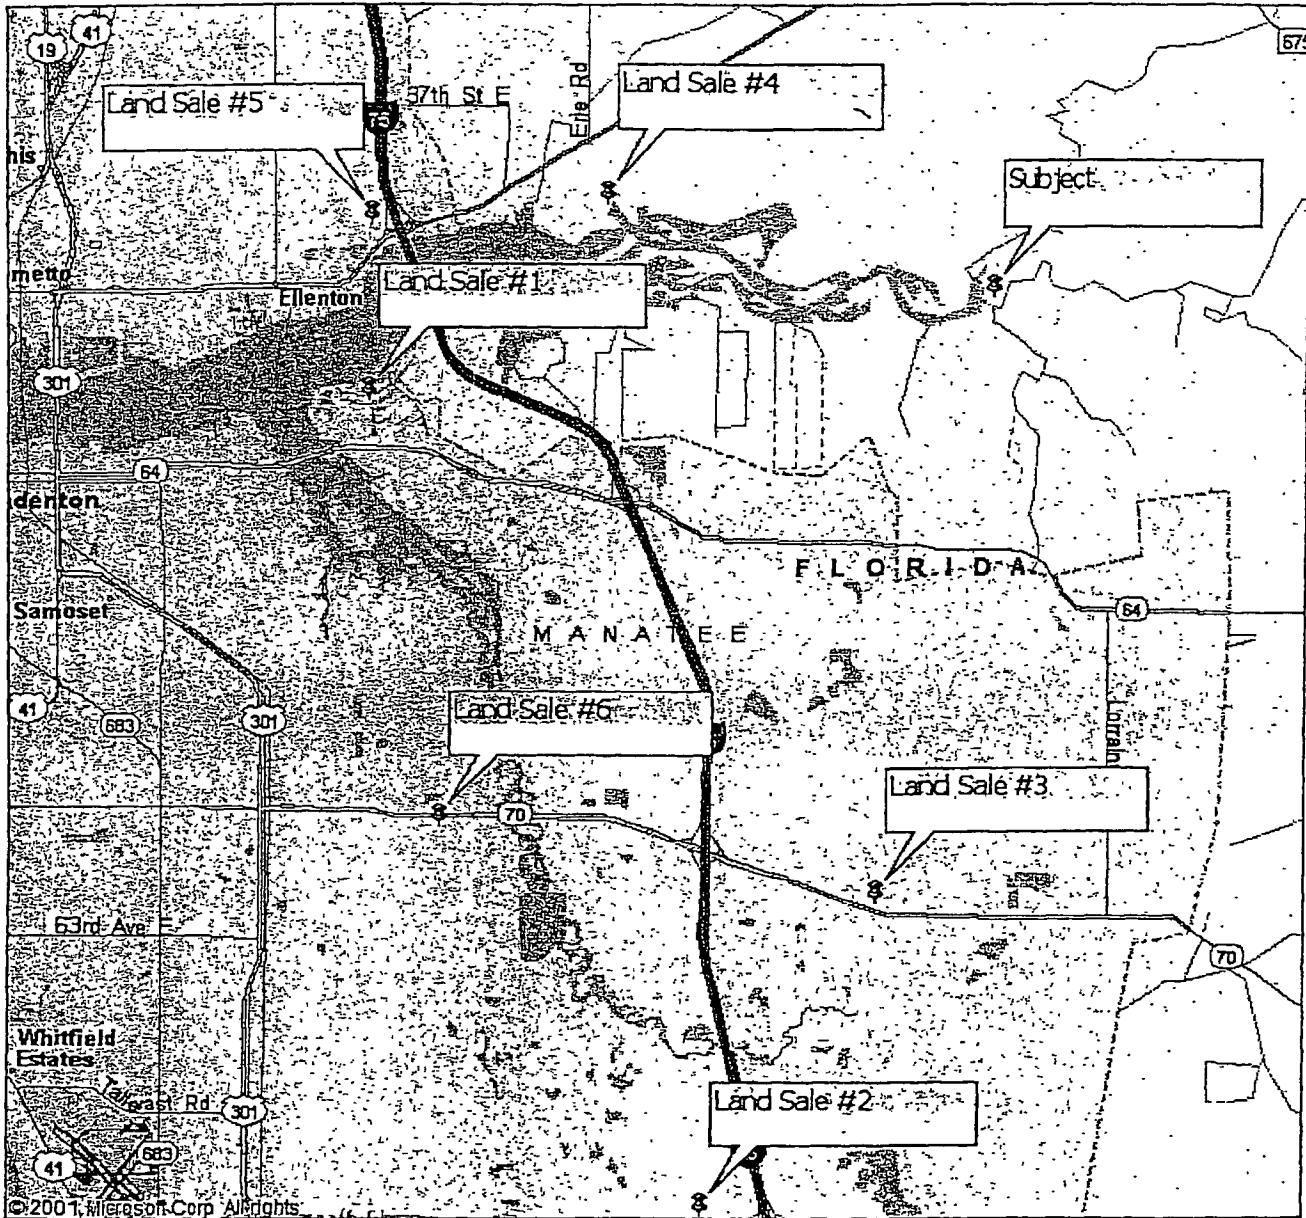 41
19
675
Land Sale #5
37th St E
75
Erie Rd
Land Sale #4
Subject
Ellenton
Land Sale #1
301
64
denton
FLORIDA
Samoset
MANATEE
64
41
683
301
Land Sale #6
Lorrain
70
Land Sale #3
63rd Ave E
70
Whitfield
Estates
Rd
301
Land Sale #2
683
41
© 2001, Microsoft Corp All rights